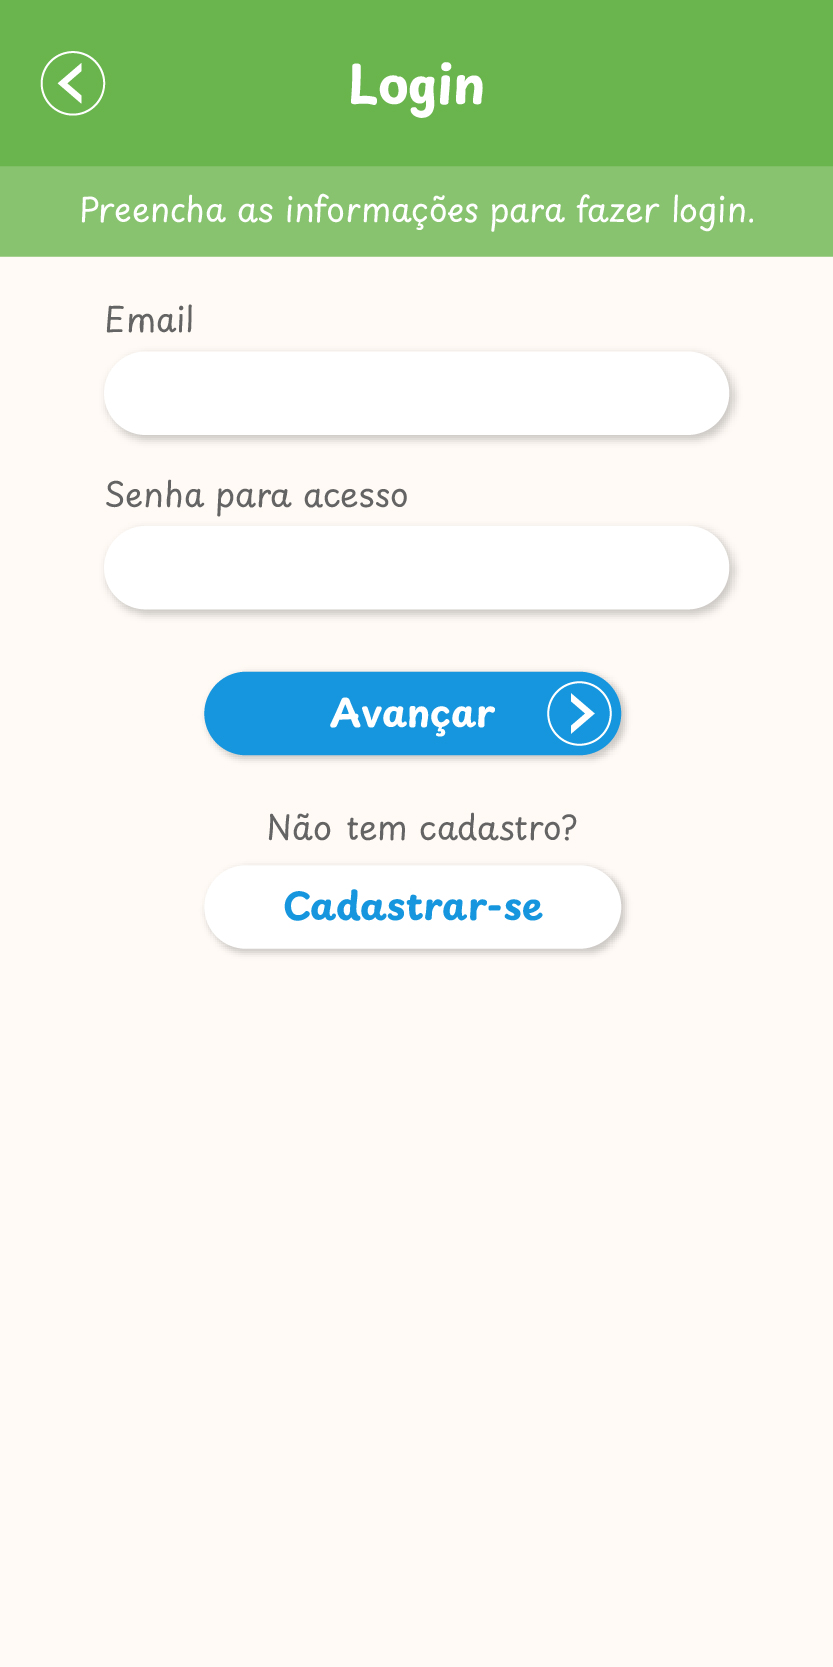 Login
Preencha as informações para fazer login.
Email
Senha para acesso
Avançar
Não tem cadastro?
Cadastrar-se